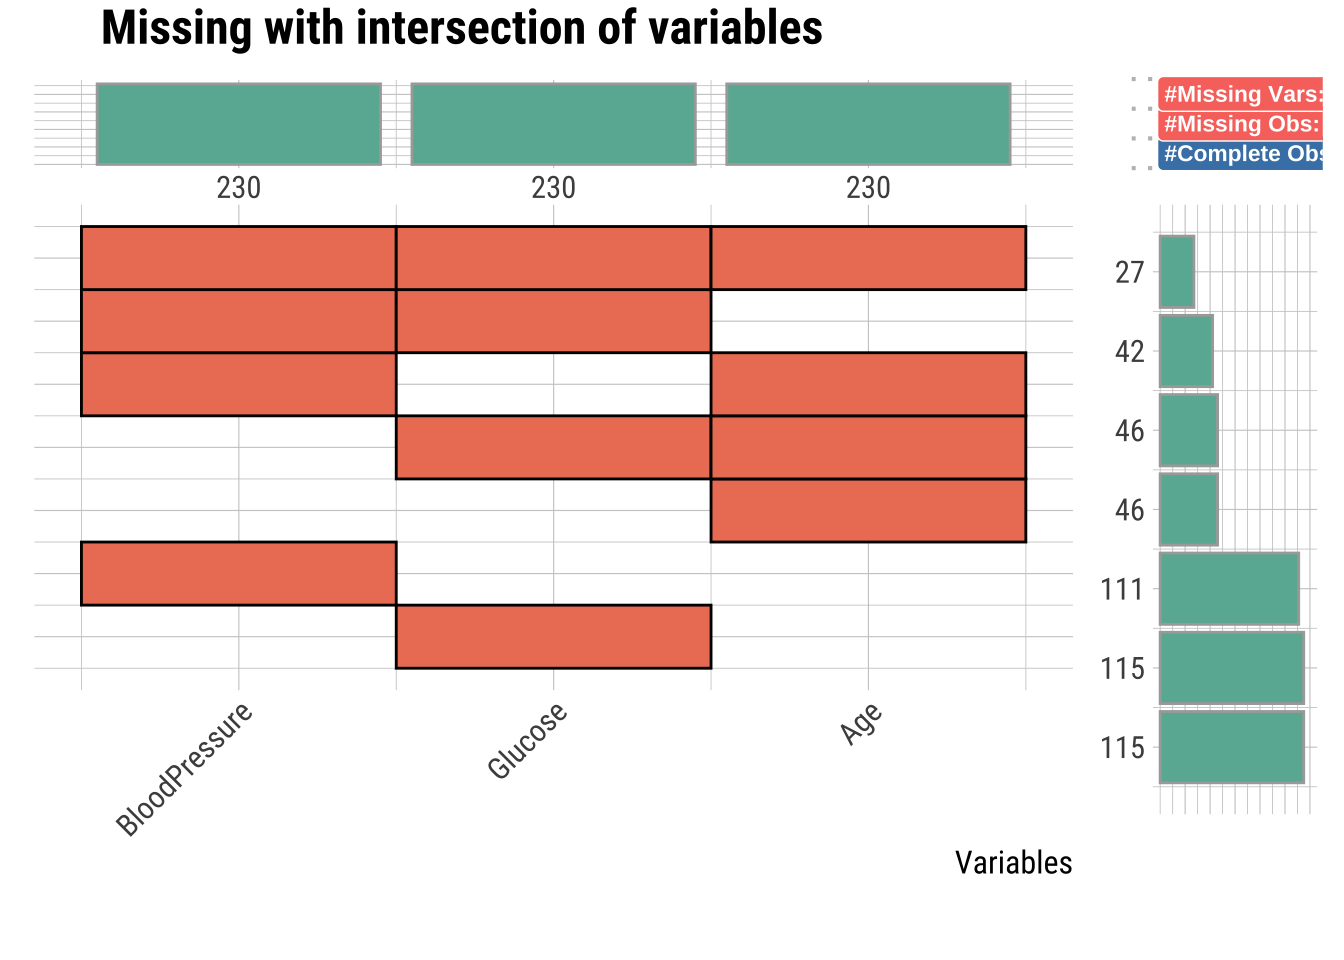 Missing with intersection of variables
#Missing Vars:
#Missing Obs:
#Complete Obs
230 230 230
27
42
46
46
111
115
115
BloodPressure Glucose Age
Variables